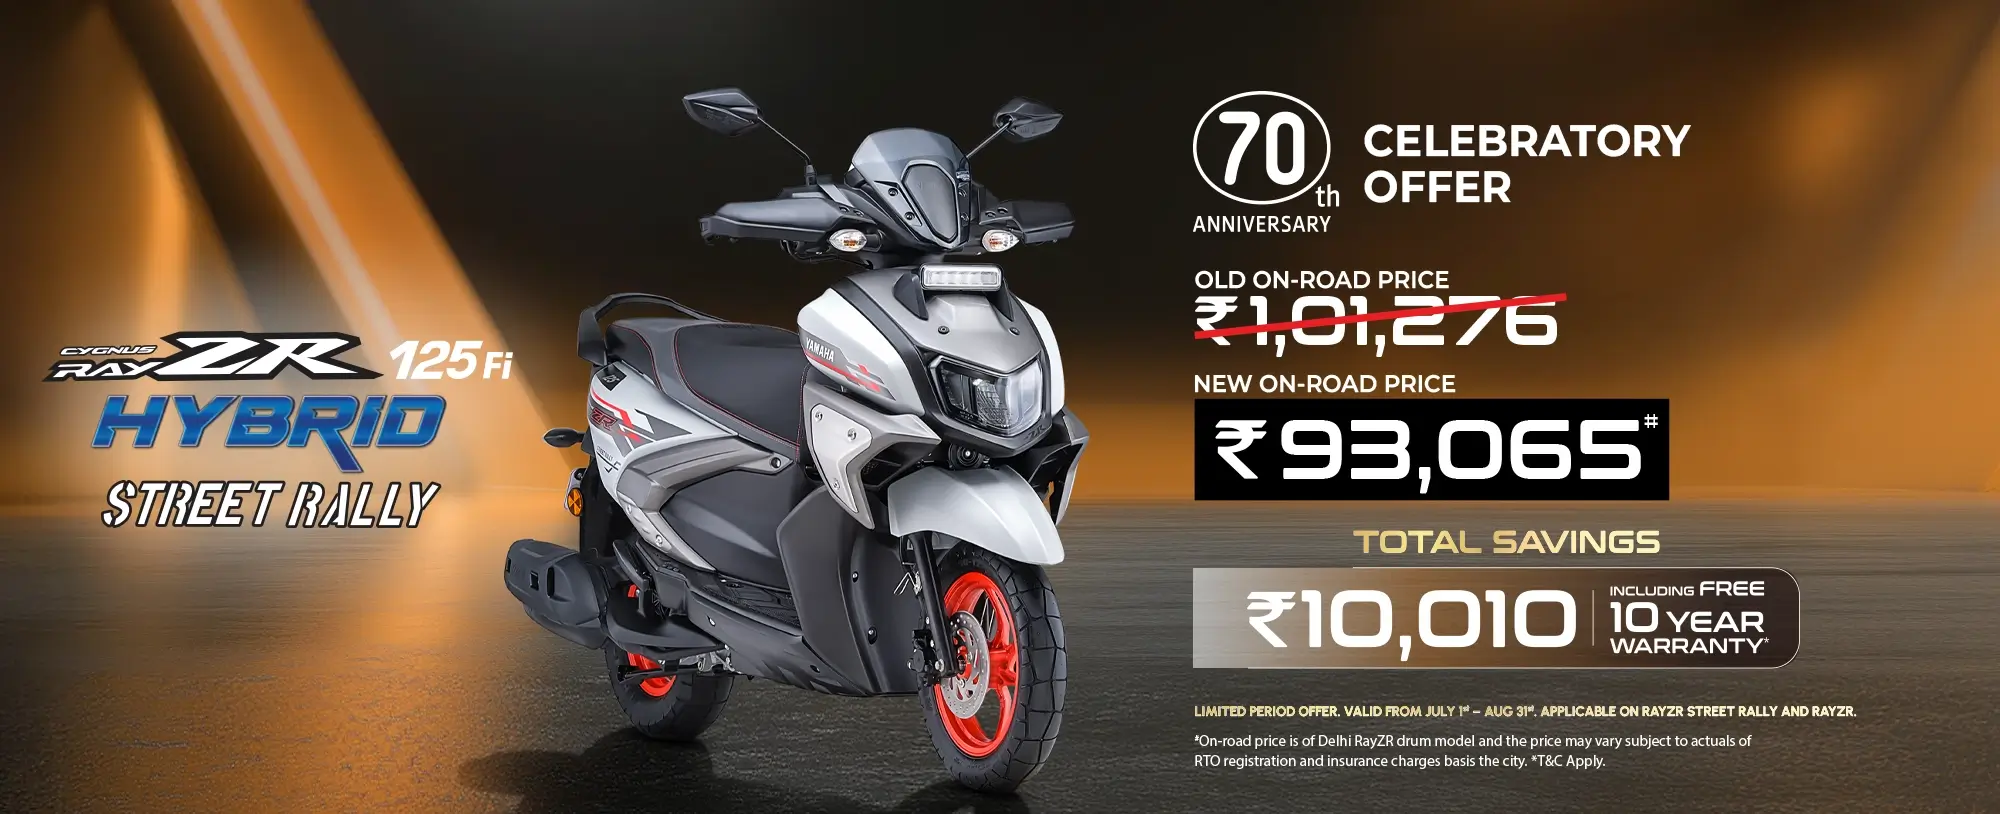 CYGNUS
RAY ZR 125 Fi
HYBRID
STREET RALLY
YAMAHA
ZR
70th
ANNIVERSARY
CELEBRATORY
OFFER
OLD ON-ROAD PRICE
₹1,01,276
NEW ON-ROAD PRICE
₹93,065#
TOTAL SAVINGS
₹10,010
INCLUDING FREE
10 YEAR
WARRANTY*
LIMITED PERIOD OFFER. VALID FROM JULY 1st – AUG 31st. APPLICABLE ON RAYZR STREET RALLY AND RAYZR.
#On-road price is of Delhi RayZR drum model and the price may vary subject to actuals of
RTO registration and insurance charges basis the city. *T&C Apply.